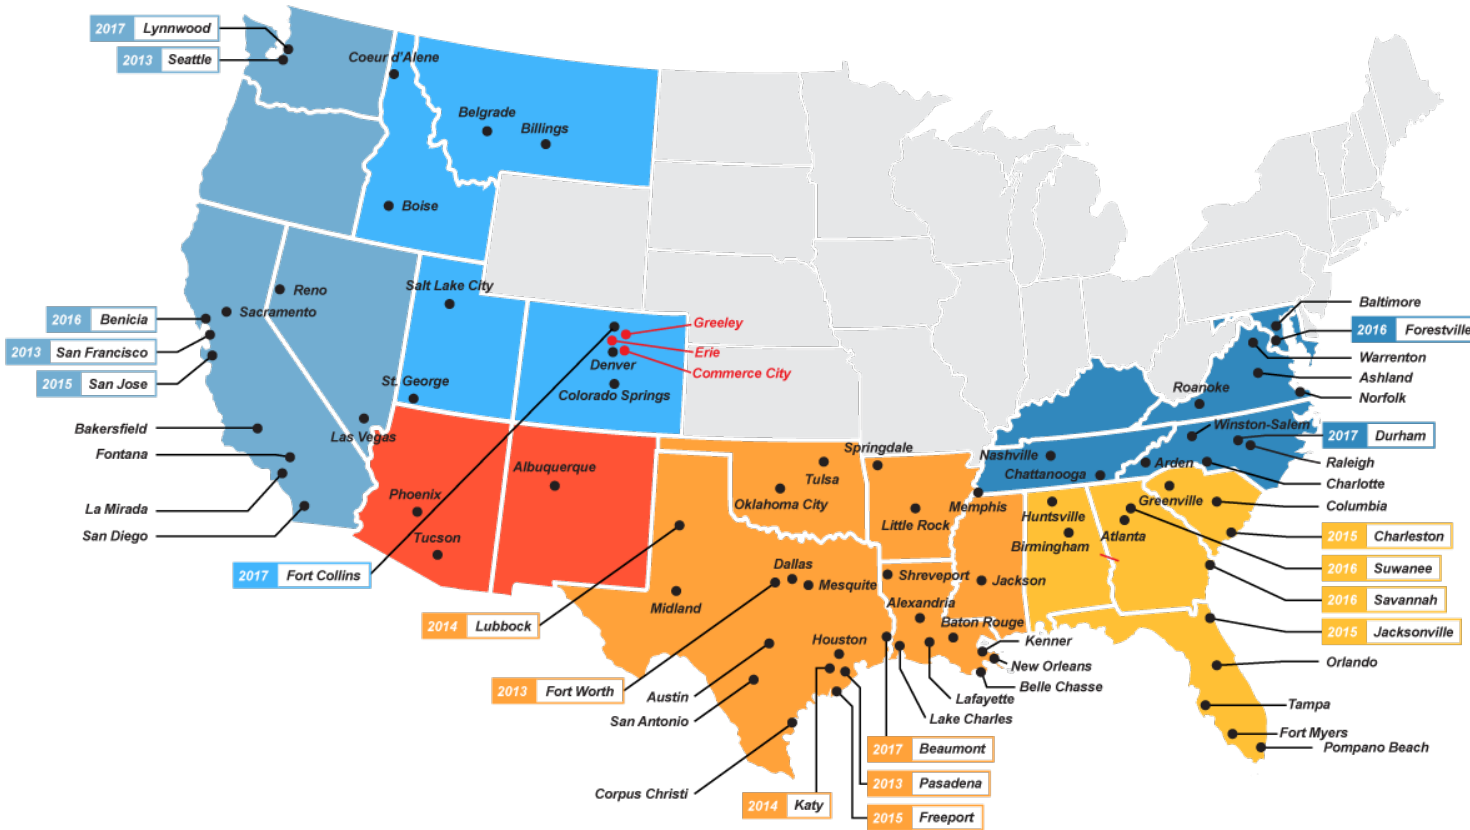 2017 Lynnwood
2013 Seattle
Coeur d'Alene
Belgrade
Billings
Boise
Salt Lake City
Reno
Sacramento
2016 Benicia
2013 San Francisco
2015 San Jose
St. George
Las Vegas
Bakersfield
Fontana
La Mirada
San Diego
Greeley
Erie
Denver
Commerce City
Colorado Springs
2017 Fort Collins
Phoenix
Tucson
Albuquerque
Baltimore
2016 Forestville
Warrenton
Ashland
Norfolk
Roanoke
Winston-Salem
2017 Durham
Raleigh
Charlotte
Nashville
Chattanooga
Arden
Memphis
Springdale
Tulsa
Oklahoma City
Little Rock
Greenville
Columbia
2015 Charleston
Huntsville
Birmingham
Atlanta
2016 Suwanee
2016 Savannah
2015 Jacksonville
Orlando
Tampa
Fort Myers
Pompano Beach
Dallas
Mesquite
Midland
2014 Lubbock
Shreveport
Jackson
Alexandria
Baton Rouge
Kenner
New Orleans
Belle Chasse
Lafayette
Lake Charles
Houston
2013 Fort Worth
Austin
San Antonio
Corpus Christi
2017 Beaumont
2013 Pasadena
2014 Katy
2015 Freeport